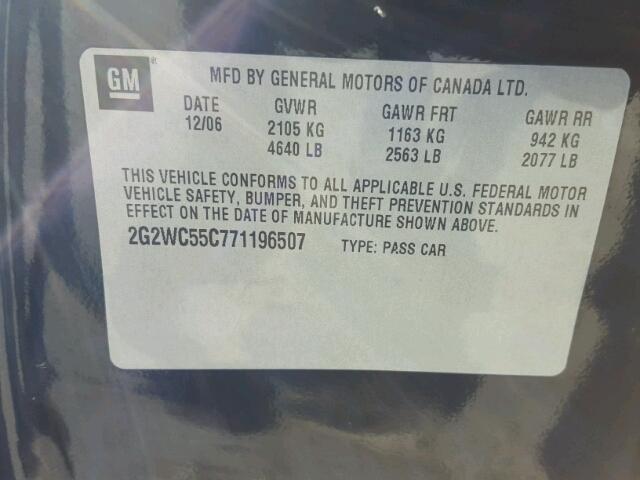 GM
MFD BY GENERAL MOTORS OF CANADA LTD.
DATE GVWR GAWR FRT GAWR RR
12/06 2105 KG 1163 KG 942 KG
4640 LB 2563 LB 2077 LB
THIS VEHICLE CONFORMS TO ALL APPLICABLE U.S. FEDERAL MOTOR
VEHICLE SAFETY, BUMPER, AND THEFT PREVENTION STANDARDS IN
EFFECT ON THE DATE OF MANUFACTURE SHOWN ABOVE.
2G2WC55C771196507 TYPE: PASS CAR